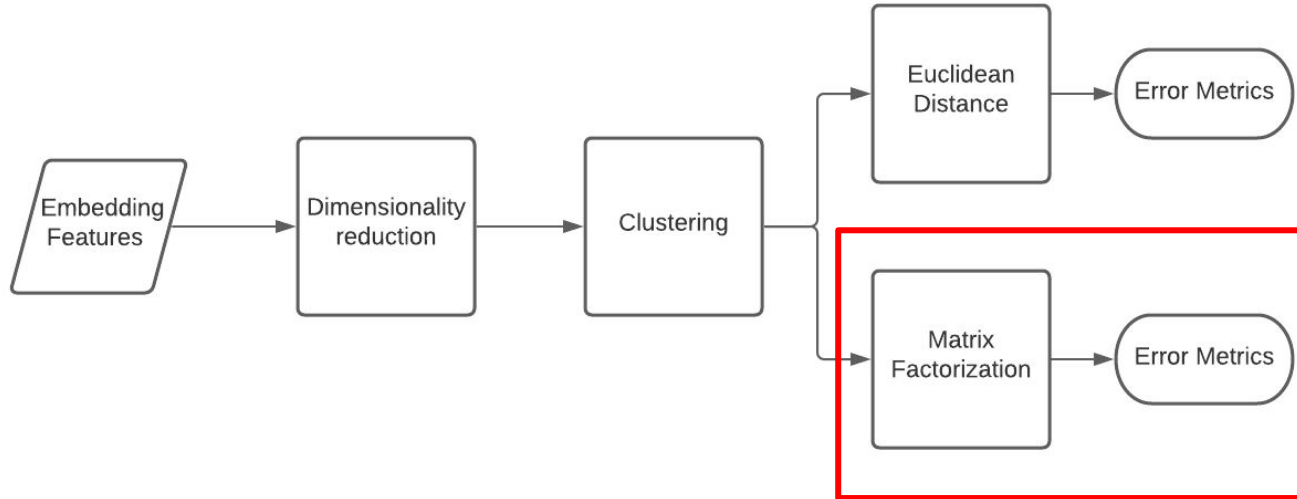 Embedding
Features
Dimensionality
reduction
Clustering
Euclidean
Distance
Error Metrics
Matrix
Factorization
Error Metrics